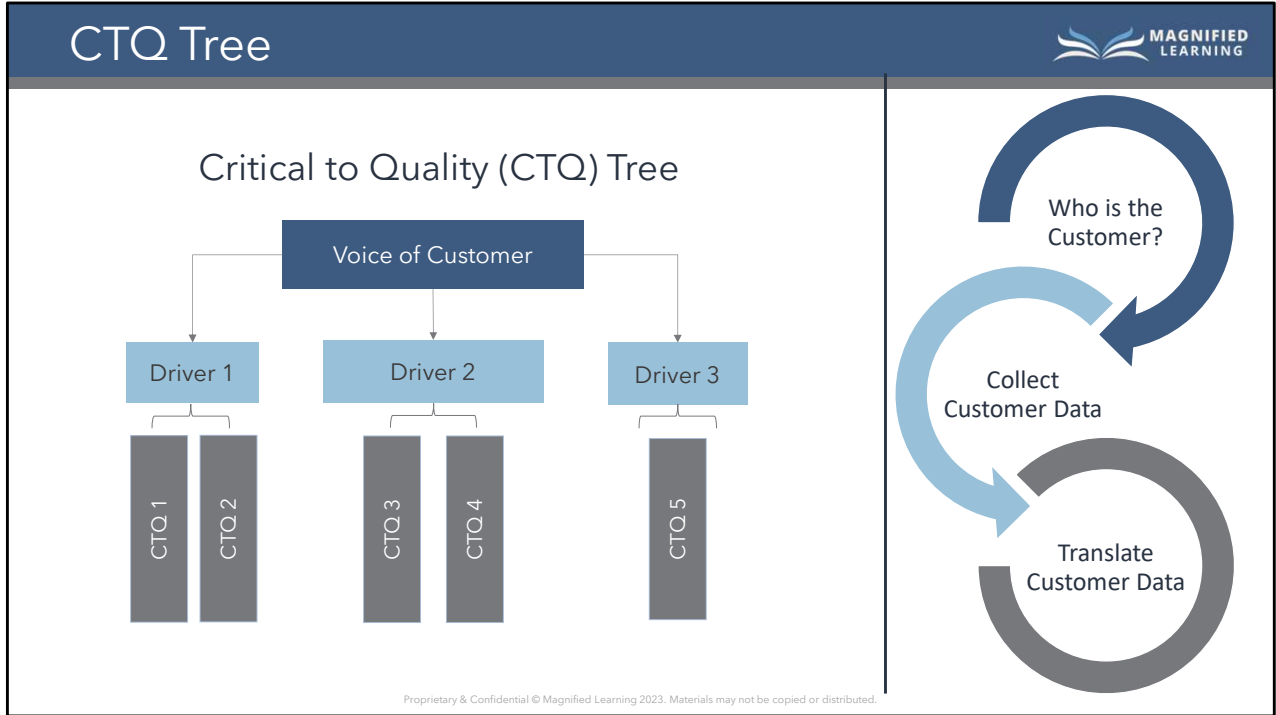 CTQ Tree
MAGNIFIED
LEARNING
Critical to Quality (CTQ) Tree
Voice of Customer
Driver 1
Driver 2
Driver 3
CTQ 1
CTQ 2
CTQ 3
CTQ 4
CTQ 5
Who is the
Customer?
Collect
Customer Data
Translate
Customer Data
Proprietary & Confidential © Magnified Learning 2023. Materials may not be copied or distributed.